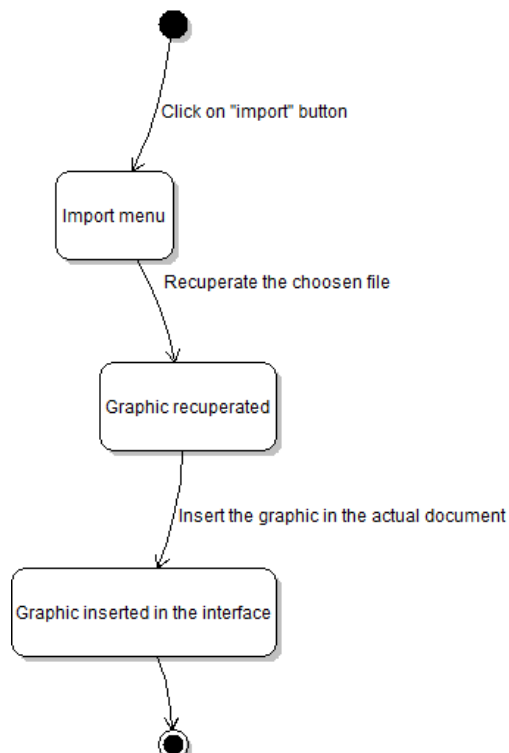 Click on "import" button
Import menu
Recuperate the choosen file
Graphic recuperated
Insert the graphic in the actual document
Graphic inserted in the interface